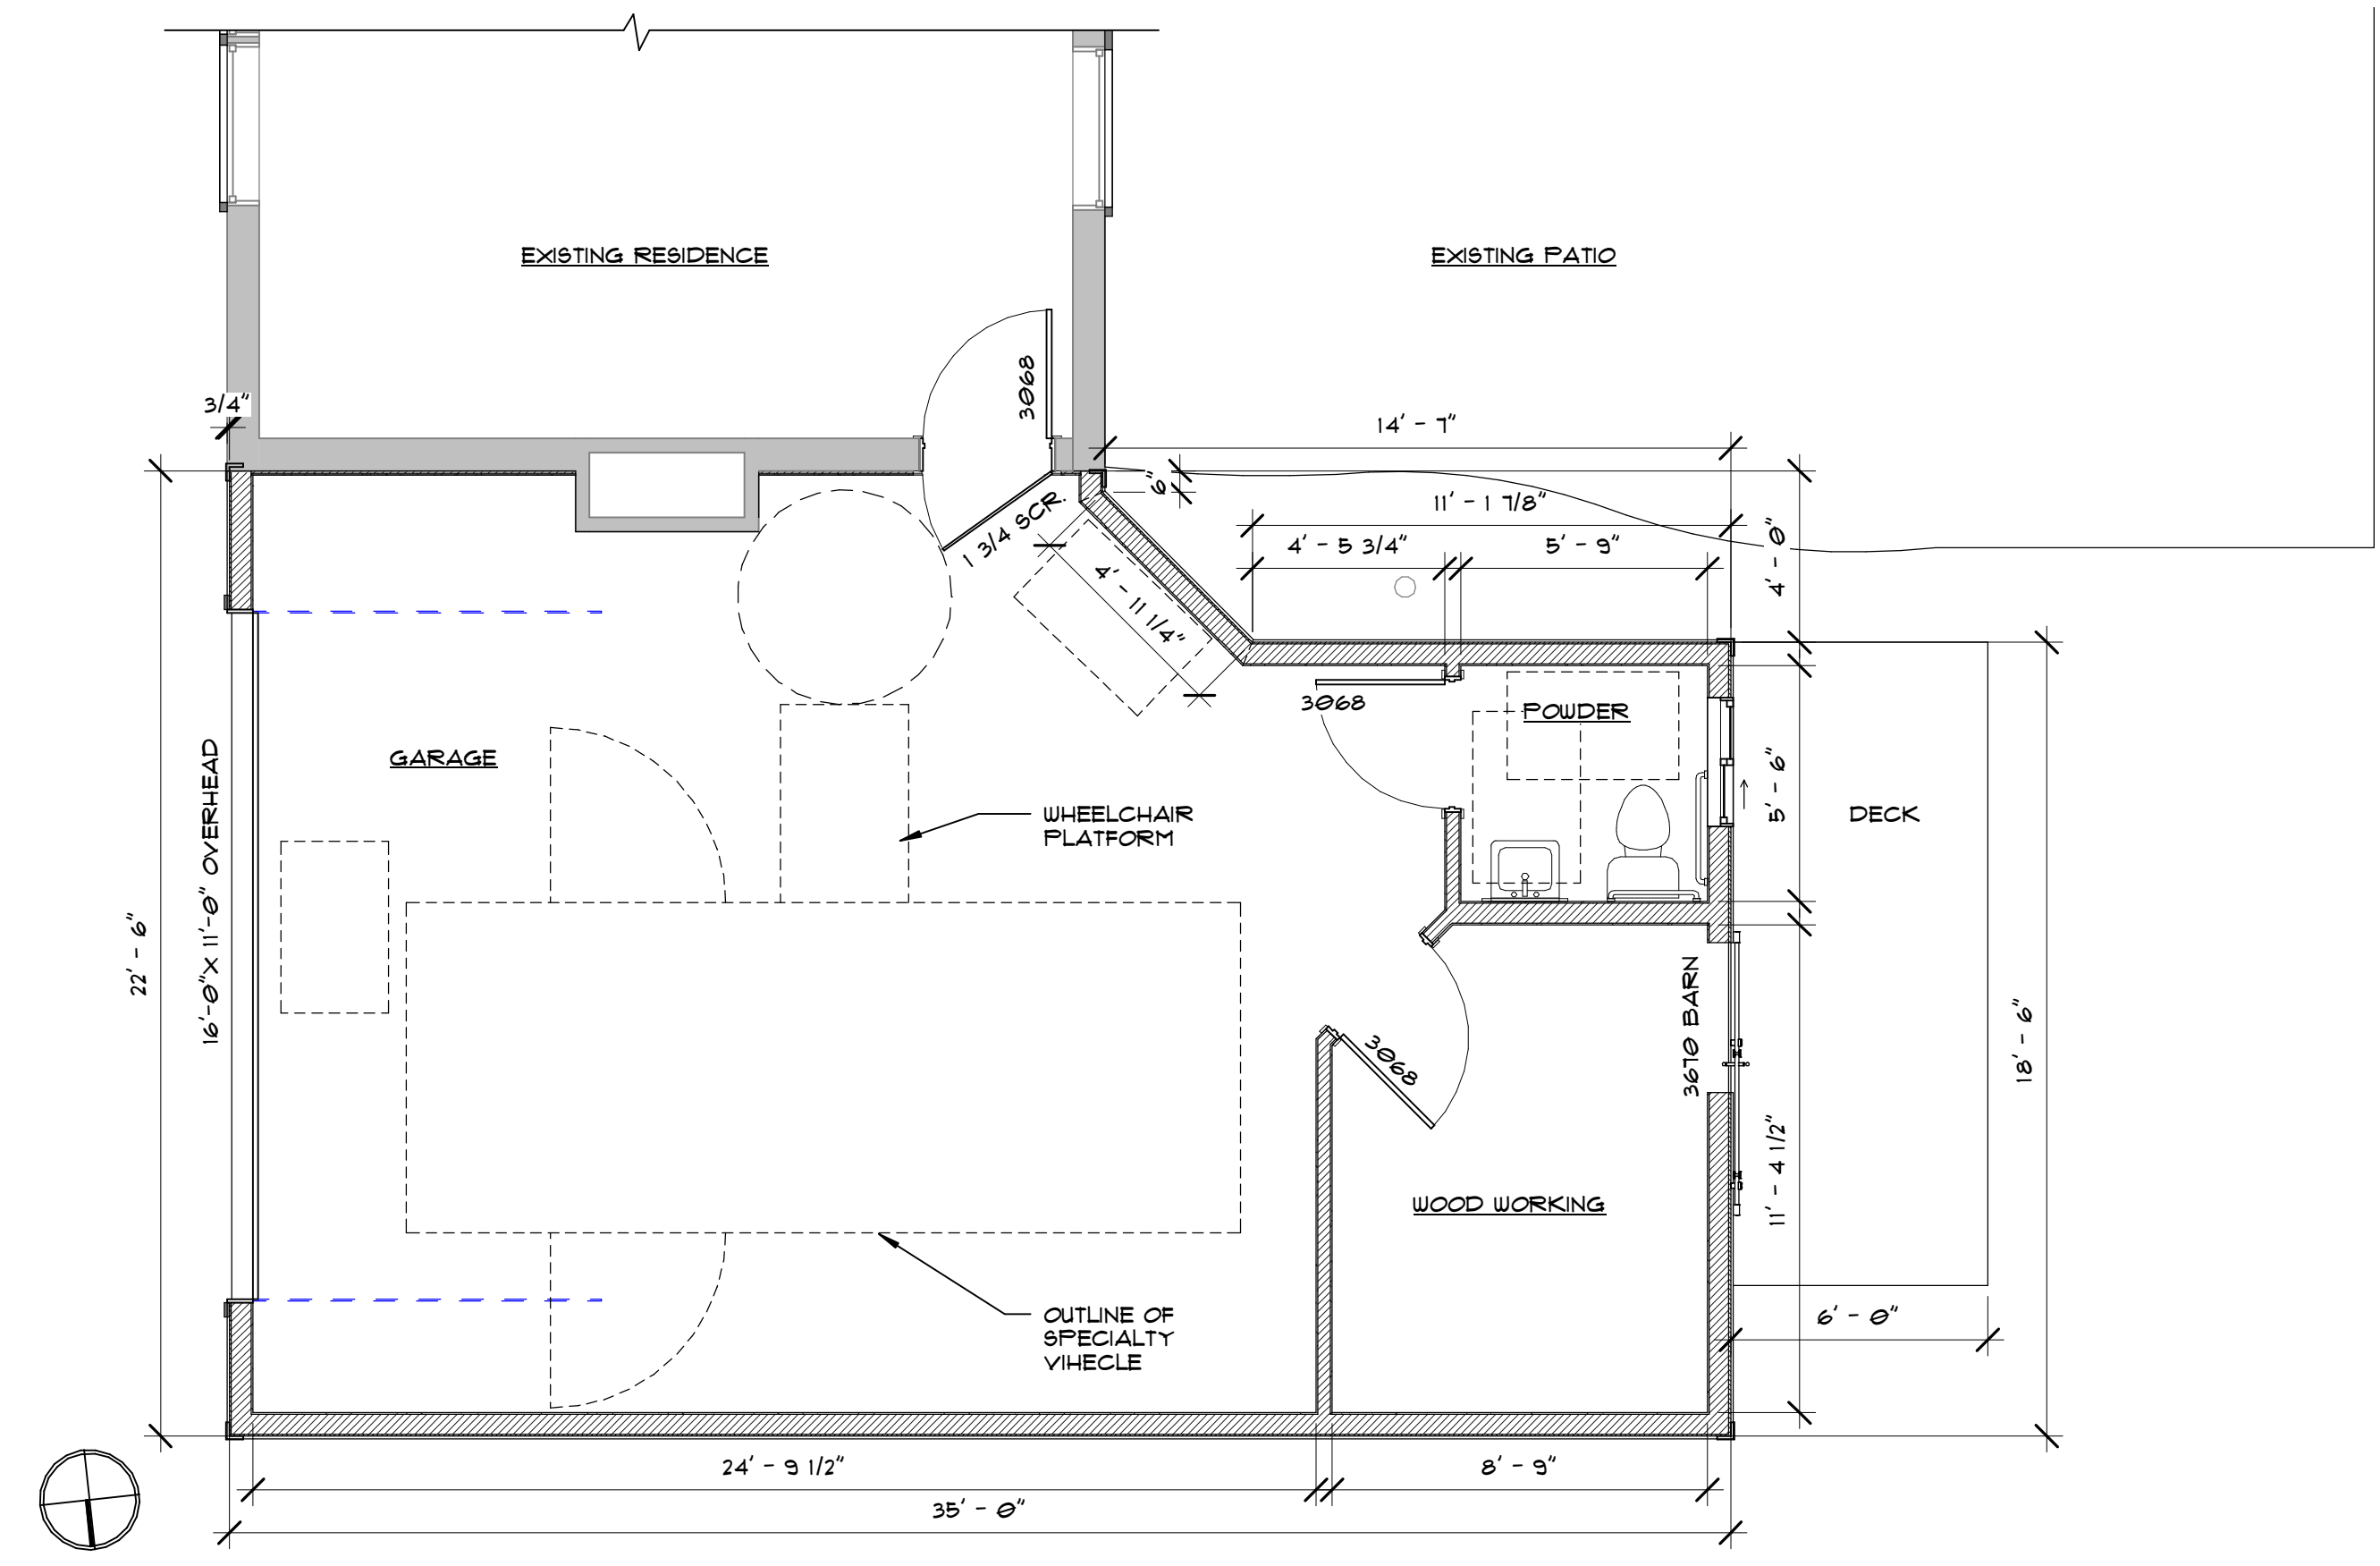 EXISTING RESIDENCE
EXISTING PATIO
3068
3/4"
14' - 7"
6"
11' - 1 7/8"
4' - 5 3/4"
5' - 9"
4' - 0"
1 3/4 SCR.
4' - 11 1/4"
3068
POWDER
GARAGE
16'-0"X 11'-0" OVERHEAD
WHEELCHAIR
PLATFORM
5' - 6"
DECK
22' - 6"
3670 BARN
3068
18' - 6"
11' - 4 1/2"
WOOD WORKING
OUTLINE OF
SPECIALTY
VIHECLE
6' - 0"
24' - 9 1/2"
8' - 9"
35' - 0"